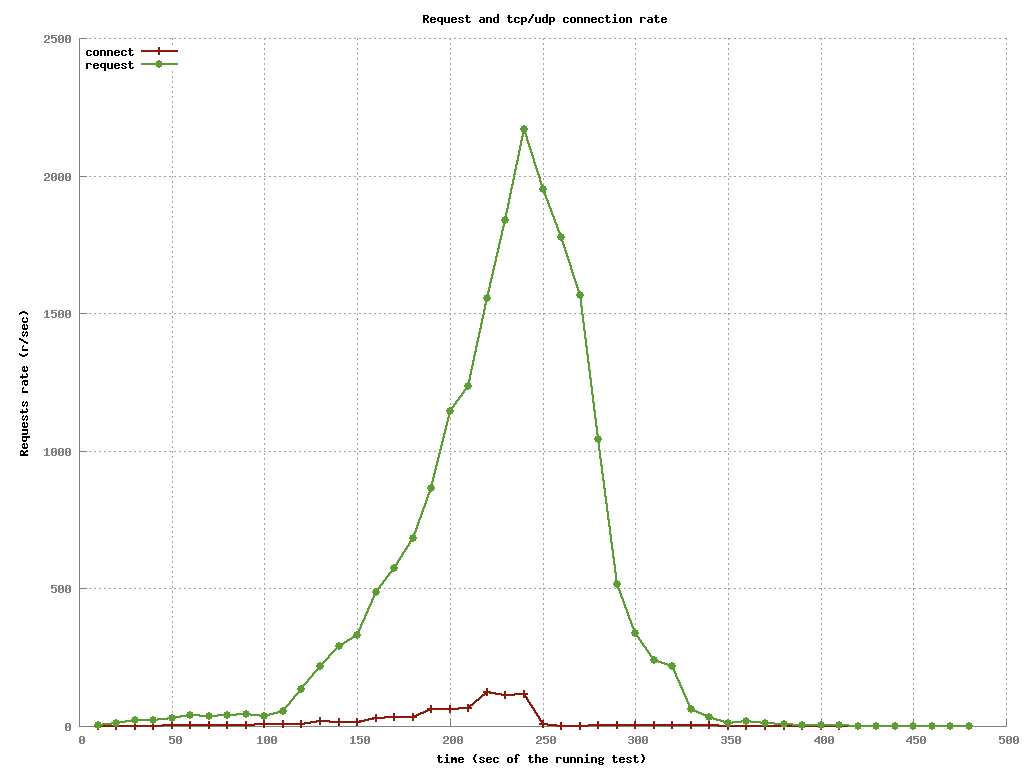 Request and tcp/udp connection rate
connect
request
2500
2000
1500
1000
500
0
Requests rate (r/sec)
0 50 100 150 200 250 300 350 400 450 500
time (sec of the running test)